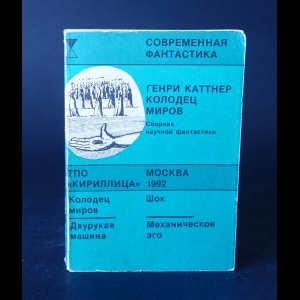 СОВРЕМЕННАЯ
ФАНТАСТИКА
ГЕНРИ КАТТНЕР
КОЛОДЕЦ
МИРОВ
Сборник
научной фантастики
ТПО
«КИРИЛЛИЦА»
МОСКВА
1992
Колодец
миров
Шок
Двурукая
машина
Механическое
эго